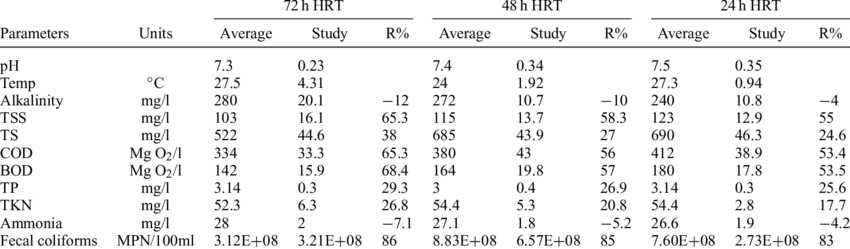 72 h HRT 48 h HRT 24 h HRT
Parameters Units Average Study R% Average Study R% Average Study R%
pH 7.3 0.23 7.4 0.34 7.5 0.35
Temp °C 27.5 4.31 24 1.92 27.3 0.94
Alkalinity mg/l 280 20.1 −12 272 10.7 −10 240 10.8 −4
TSS mg/l 103 16.1 65.3 115 13.7 58.3 123 12.9 55
TS mg/l 522 44.6 38 685 43.9 27 690 46.3 24.6
COD Mg O₂/l 334 33.3 65.3 380 43 56 412 38.9 53.4
BOD Mg O₂/l 142 15.9 68.4 164 19.8 57 180 17.8 53.5
TP mg/l 3.14 0.3 29.3 3 0.4 26.9 3.14 0.3 25.6
TKN mg/l 52.3 6.3 26.8 54.4 5.3 20.8 54.4 2.8 17.7
Ammonia mg/l 28 2 −7.1 27.1 1.8 −5.2 26.6 1.9 −4.2
Fecal coliforms MPN/100ml 3.12E+08 3.21E+08 86 8.83E+08 6.57E+08 85 7.60E+08 2.73E+08 83